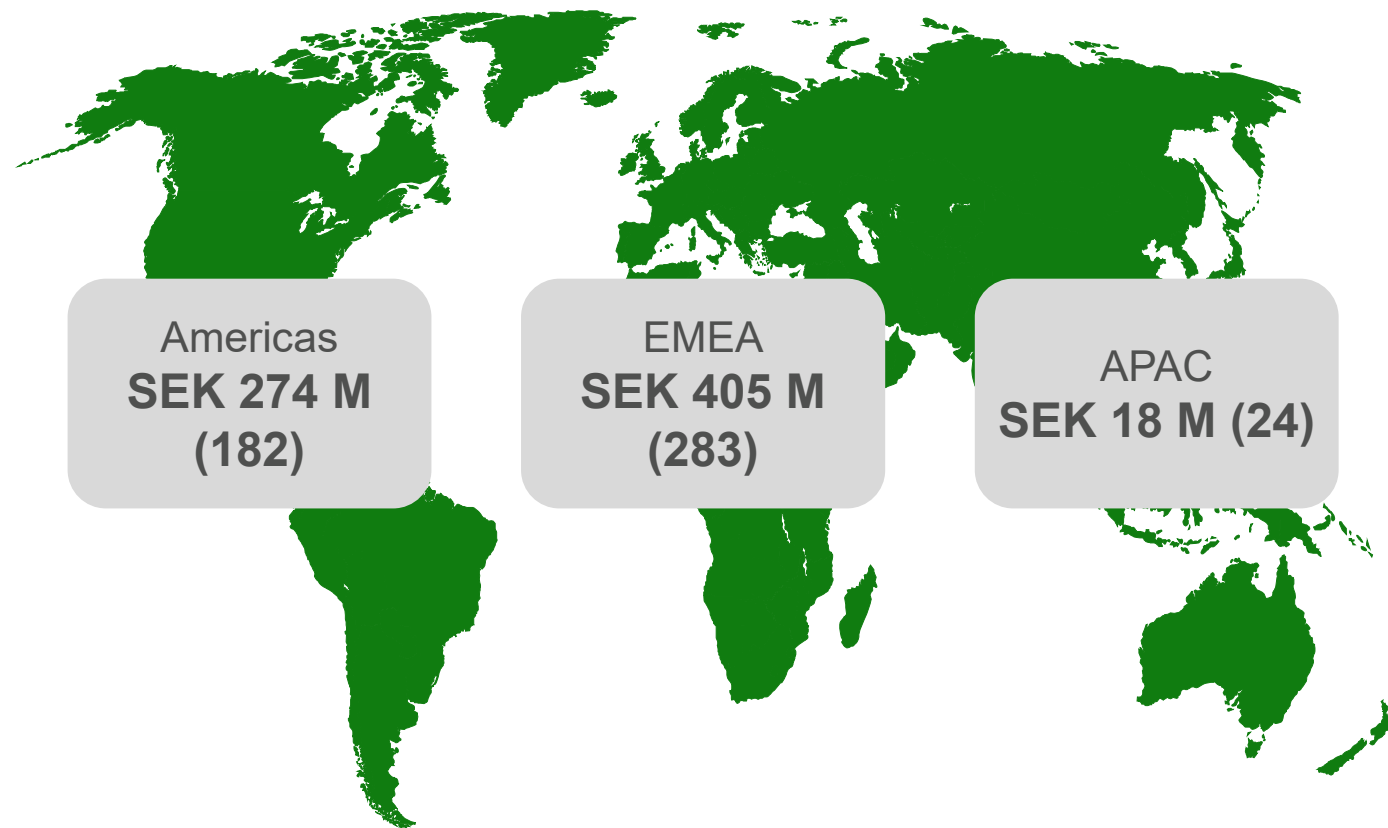 Americas
SEK 274 M
(182)
EMEA
SEK 405 M
(283)
APAC
SEK 18 M (24)